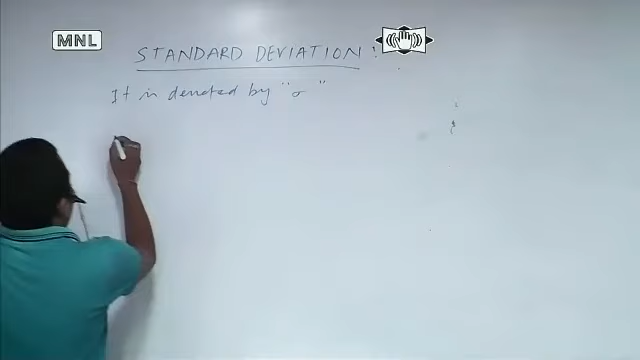 MNL
STANDARD DEVIATION :
It is denoted by "σ"